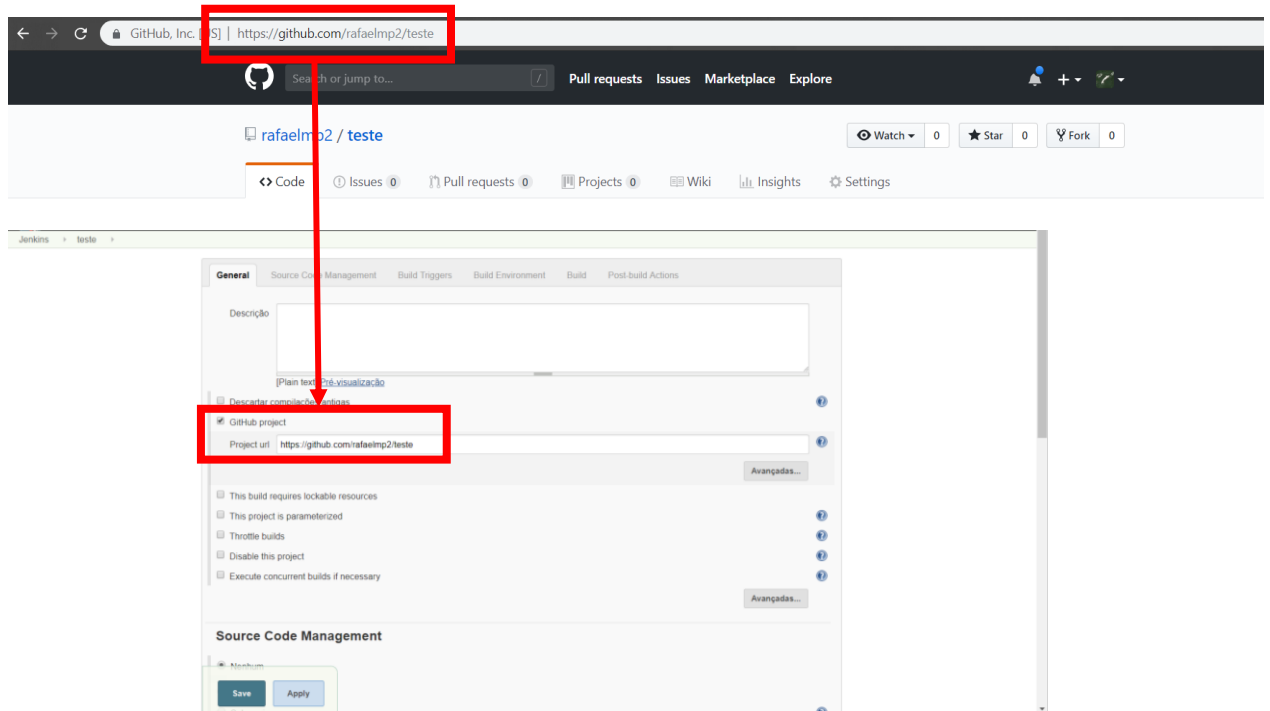 GitHub, Inc. [US] | https://github.com/rafaelmp2/teste
Search or jump to... /
Pull requests Issues Marketplace Explore
rafaelmp2 / teste
Watch 0 Star 0 Fork 0
Code Issues 0 Pull requests 0 Projects 0 Wiki Insights Settings
Jenkins teste
General Source Code Management Build Triggers Build Environment Build Post-build Actions
Descrição
[Plain text] Pré-visualização
Descartar compilações antigas
GitHub project
Project url https://github.com/rafaelmp2/teste
Avançadas...
This build requires lockable resources
This project is parameterized
Throttle builds
Disable this project
Execute concurrent builds if necessary
Avançadas...
Source Code Management
Nenhum
Save Apply